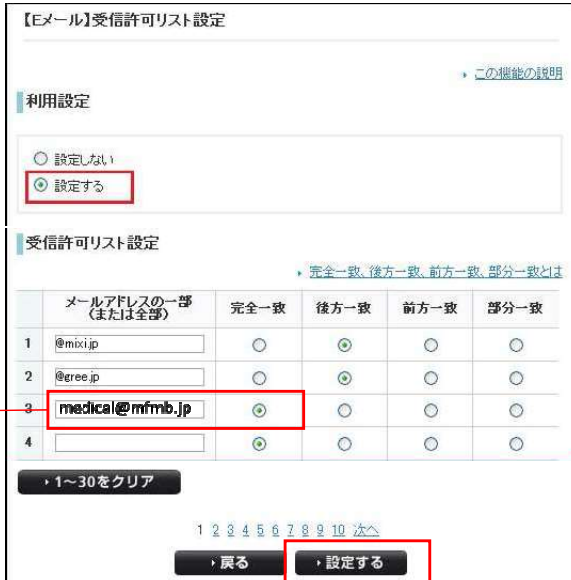 【Eメール】受信許可リスト設定
この機能の説明
利用設定
設定しない
設定する
受信許可リスト設定
完全一致、後方一致、前方一致、部分一致とは
メールアドレスの一部
(または全部)
完全一致 後方一致 前方一致 部分一致
1 @mixi.jp
2 @gree.jp
3 medical@mfmb.jp
4
1～30をクリア
1 2 3 4 5 6 7 8 9 10 次へ
戻る 設定する